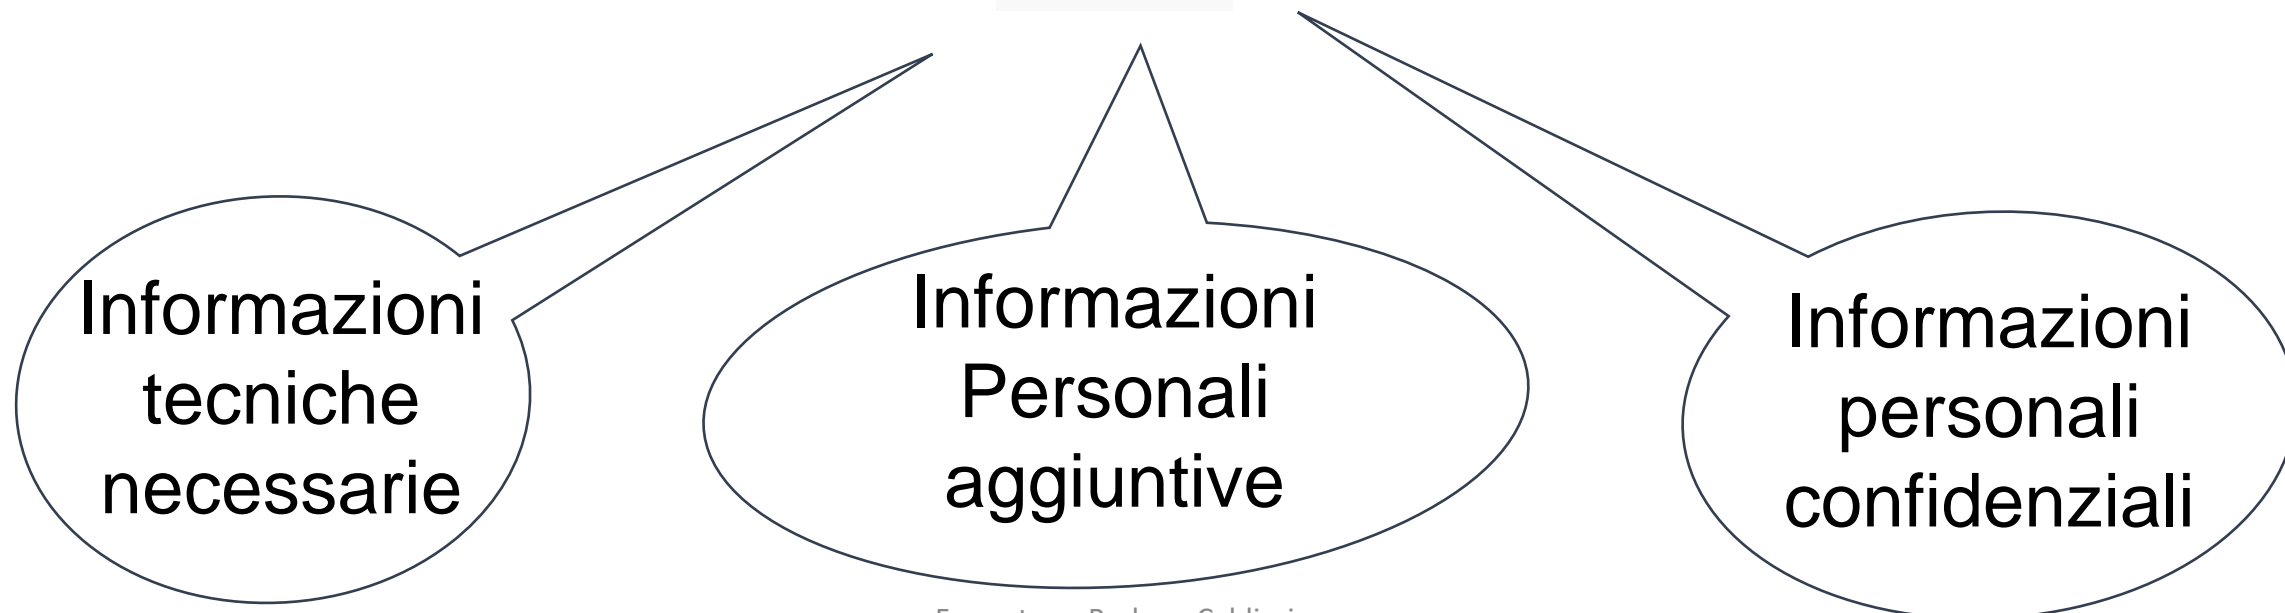 Informazioni
tecniche
necessarie
Informazioni
Personali
aggiuntive
Informazioni
personali
confidenziali